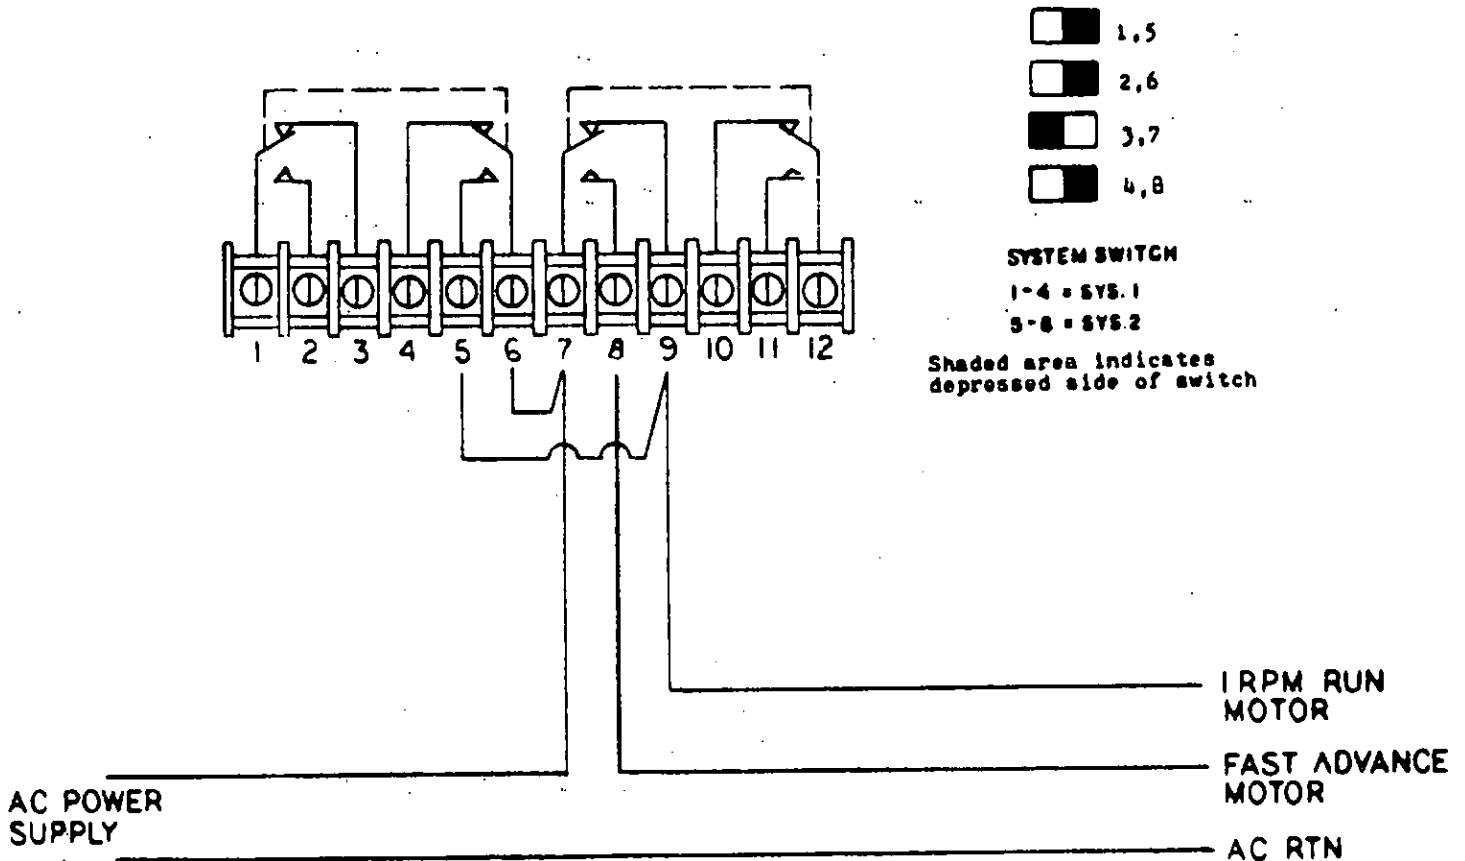 1,5
2,6
3,7
4,8
SYSTEM SWITCH
1-4 = SYS. 1
5-8 = SYS.2
Shaded area indicates
depressed side of switch
1 2 3 4 5 6 7 8 9 10 11 12
1 RPM RUN
MOTOR
FAST ADVANCE
MOTOR
AC POWER
SUPPLY
AC RTN